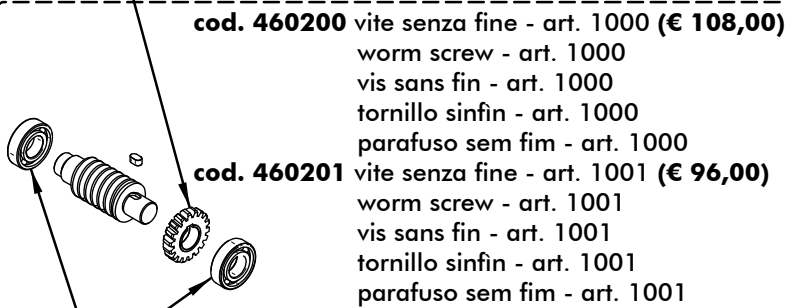 cod. 460200 vite senza fine - art. 1000 (€ 108,00)
worm screw - art. 1000
vis sans fin - art. 1000
tornillo sinfin - art. 1000
parafuso sem fim - art. 1000
cod. 460201 vite senza fine - art. 1001 (€ 96,00)
worm screw - art. 1001
vis sans fin - art. 1001
tornillo sinfin - art. 1001
parafuso sem fim - art. 1001